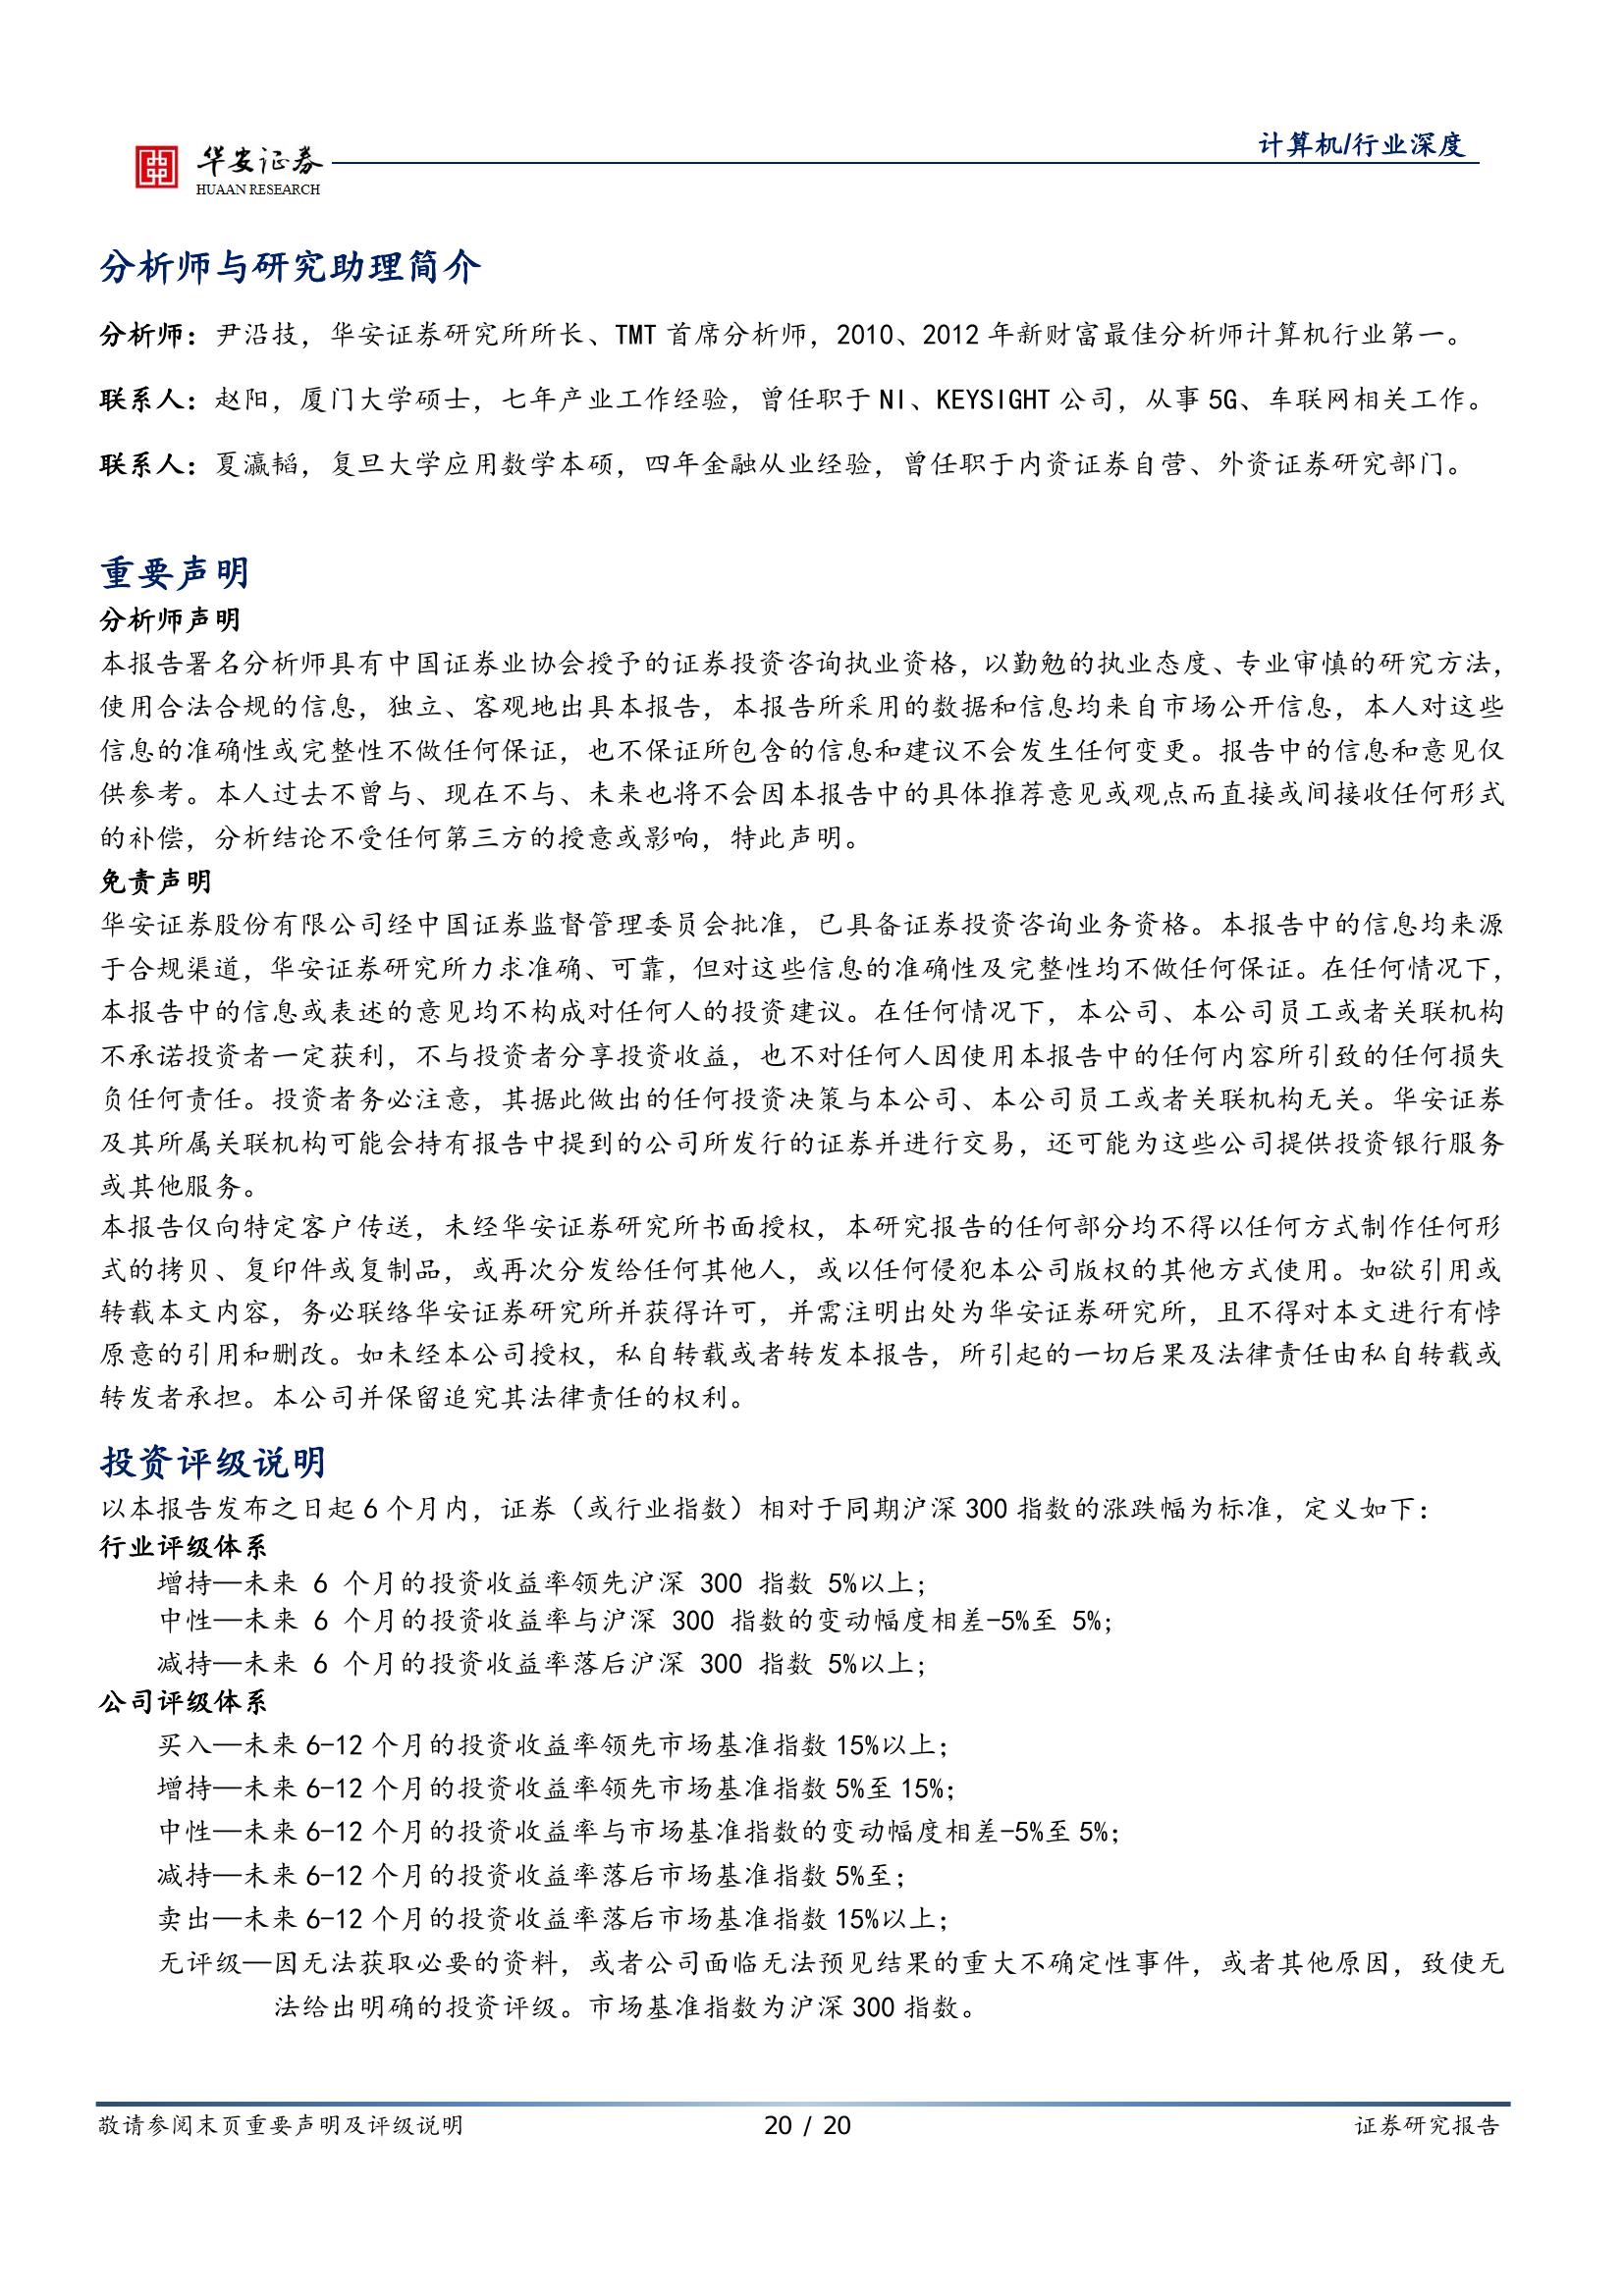 华安证券
HUAAN RESEARCH
计算机/行业深度
分析师与研究助理简介
分析师：尹沿技，华安证券研究所所长、TMT 首席分析师，2010、2012 年新财富最佳分析师计算机行业第一。
联系人：赵阳，厦门大学硕士，七年产业工作经验，曾任职于 NI、KEYSIGHT 公司，从事 5G、车联网相关工作。
联系人：夏瀛韬，复旦大学应用数学本硕，四年金融从业经验，曾任职于内资证券自营、外资证券研究部门。
重要声明
分析师声明
本报告署名分析师具有中国证券业协会授予的证券投资咨询执业资格，以勤勉的执业态度、专业审慎的研究方法，
使用合法合规的信息，独立、客观地出具本报告，本报告所采用的数据和信息均来自市场公开信息，本人对这些
信息的准确性或完整性不做任何保证，也不保证所包含的信息和建议不会发生任何变更。报告中的信息和意见仅
供参考。本人过去不曾与、现在不与、未来也将不会因本报告中的具体推荐意见或观点而直接或间接收任何形式
的补偿，分析结论不受任何第三方的授意或影响，特此声明。
免责声明
华安证券股份有限公司经中国证券监督管理委员会批准，已具备证券投资咨询业务资格。本报告中的信息均来源
于合规渠道，华安证券研究所力求准确、可靠，但对这些信息的准确性及完整性均不做任何保证。在任何情况下，
本报告中的信息或表述的意见均不构成对任何人的投资建议。在任何情况下，本公司、本公司员工或者关联机构
不承诺投资者一定获利，不与投资者分享投资收益，也不对任何人因使用本报告中的任何内容所引致的任何损失
负任何责任。投资者务必注意，其据此做出的任何投资决策与本公司、本公司员工或者关联机构无关。华安证券
及其所属关联机构可能会持有报告中提到的公司所发行的证券并进行交易，还可能为这些公司提供投资银行服务
或其他服务。
本报告仅向特定客户传送，未经华安证券研究所书面授权，本研究报告的任何部分均不得以任何方式制作任何形
式的拷贝、复印件或复制品，或再次分发给任何其他人，或以任何侵犯本公司版权的其他方式使用。如欲引用或
转载本文内容，务必联络华安证券研究所并获得许可，并需注明出处为华安证券研究所，且不得对本文进行有悖
原意的引用和删改。如未经本公司授权，私自转载或者转发本报告，所引起的一切后果及法律责任由私自转载或
转发者承担。本公司并保留追究其法律责任的权利。
投资评级说明
以本报告发布之日起 6 个月内，证券（或行业指数）相对于同期沪深 300 指数的涨跌幅为标准，定义如下：
行业评级体系
增持—未来 6 个月的投资收益率领先沪深 300 指数 5%以上；
中性—未来 6 个月的投资收益率与沪深 300 指数的变动幅度相差-5%至 5%；
减持—未来 6 个月的投资收益率落后沪深 300 指数 5%以上；
公司评级体系
买入—未来 6-12 个月的投资收益率领先市场基准指数 15%以上；
增持—未来 6-12 个月的投资收益率领先市场基准指数 5%至 15%；
中性—未来 6-12 个月的投资收益率与市场基准指数的变动幅度相差-5%至 5%；
减持—未来 6-12 个月的投资收益率落后市场基准指数 5%至；
卖出—未来 6-12 个月的投资收益率落后市场基准指数 15%以上；
无评级—因无法获取必要的资料，或者公司面临无法预见结果的重大不确定性事件，或者其他原因，致使无
法给出明确的投资评级。市场基准指数为沪深 300 指数。
敬请参阅末页重要声明及评级说明
20 / 20
证券研究报告